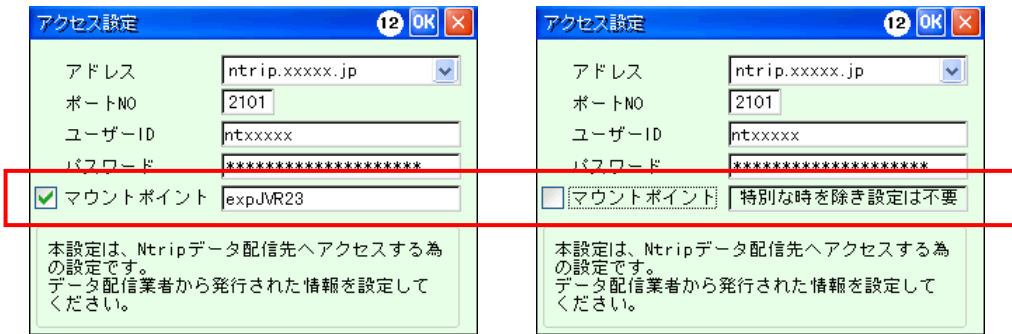 アクセス設定 12 OK
アドレス ntrip.xxxxx.jp
ポートNO 2101
ユーザーID ntxxxxx
パスワード ********************
マウントポイント expJVR23
本設定は、Ntripデータ配信先へアクセスする為
の設定です。
データ配信業者から発行された情報を設定して
ください。
アクセス設定 12 OK
アドレス ntrip.xxxxx.jp
ポートNO 2101
ユーザーID ntxxxxx
パスワード ********************
マウントポイント 特別な時を除き設定は不要
本設定は、Ntripデータ配信先へアクセスする為
の設定です。
データ配信業者から発行された情報を設定して
ください。